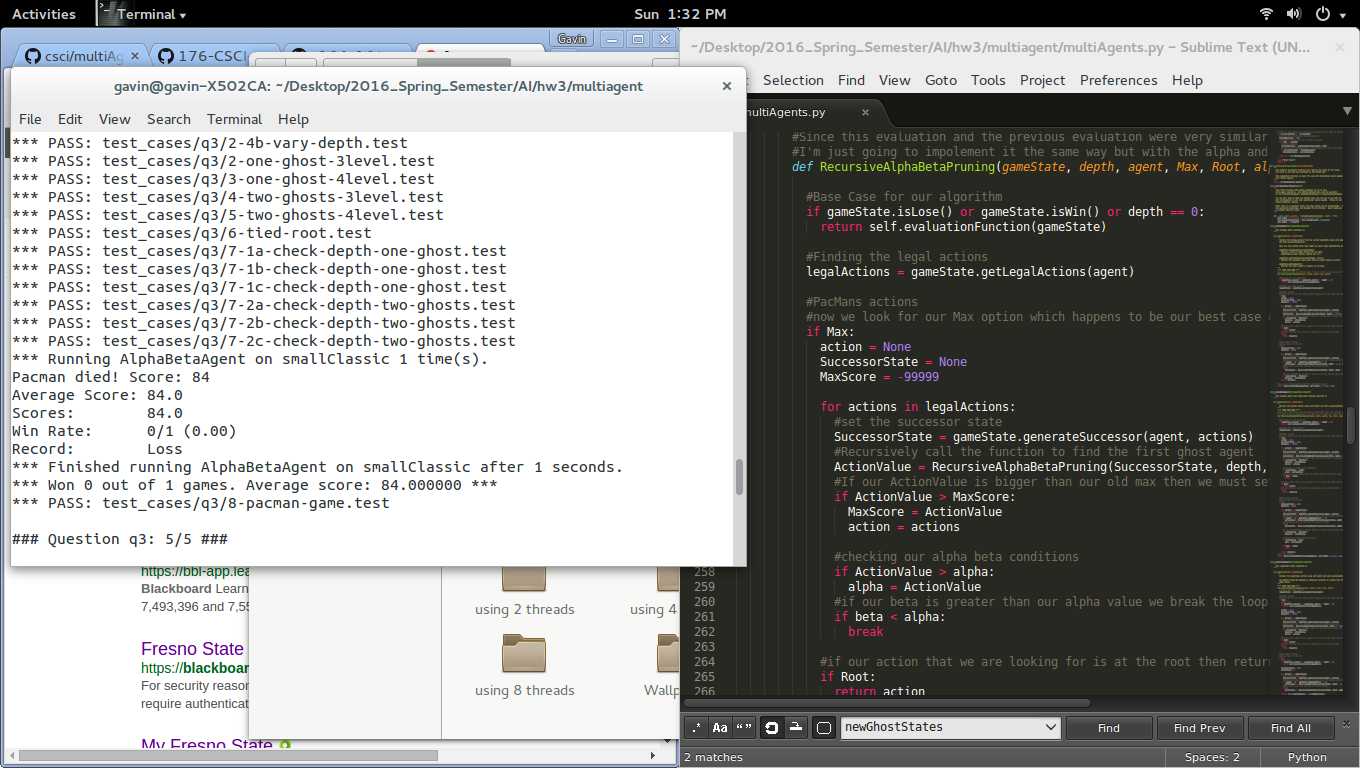 Activities
Terminal
Sun 1:32 PM
csci/multiAg
176-CSCI
Gavin
gavin@gavin-X502CA: ~/Desktop/2016_Spring_Semester/AI/hw3/multiagent
File Edit View Search Terminal Help
*** PASS: test_cases/q3/2-4b-vary-depth.test
*** PASS: test_cases/q3/2-one-ghost-3level.test
*** PASS: test_cases/q3/3-one-ghost-4level.test
*** PASS: test_cases/q3/4-two-ghosts-3level.test
*** PASS: test_cases/q3/5-two-ghosts-4level.test
*** PASS: test_cases/q3/6-tied-root.test
*** PASS: test_cases/q3/7-1a-check-depth-one-ghost.test
*** PASS: test_cases/q3/7-1b-check-depth-one-ghost.test
*** PASS: test_cases/q3/7-1c-check-depth-one-ghost.test
*** PASS: test_cases/q3/7-2a-check-depth-two-ghosts.test
*** PASS: test_cases/q3/7-2b-check-depth-two-ghosts.test
*** PASS: test_cases/q3/7-2c-check-depth-two-ghosts.test
*** Running AlphaBetaAgent on smallClassic 1 time(s).
Pacman died! Score: 84
Average Score: 84.0
Scores:        84.0
Win Rate:      0/1 (0.00)
Record:        Loss
*** Finished running AlphaBetaAgent on smallClassic after 1 seconds.
*** Won 0 out of 1 games. Average score: 84.000000 ***
*** PASS: test_cases/q3/8-pacman-game.test
### Question q3: 5/5 ###
https://bbl-app.lea
Blackboard Learn
7,493,396 and 7,55
Fresno State
https://blackboar
For security reason
require authenticat
My Fresno State
using 2 threads
using 4
using 8 threads
Wallp
~/Desktop/2016_Spring_Semester/AI/hw3/multiagent/multiAgents.py - Sublime Text (UN...
Selection Find View Goto Tools Project Preferences Help
multiAgents.py
#Since this evaluation and the previous evaluation were very similar
#I'm just going to impolement it the same way but with the alpha and
def RecursiveAlphaBetaPruning(gameState, depth, agent, Max, Root, al
#Base Case for our algorithm
if gameState.isLose() or gameState.isWin() or depth == 0:
return self.evaluationFunction(gameState)
#Finding the legal actions
legalActions = gameState.getLegalActions(agent)
#PacMans actions
#now we look for our Max option which happens to be our best case
if Max:
action = None
SuccessorState = None
MaxScore = -99999
for actions in legalActions:
#set the successor state
SuccessorState = gameState.generateSuccessor(agent, actions)
#Recursively call the function to find the first ghost agent
ActionValue = RecursiveAlphaBetaPruning(SuccessorState, depth,
#If our ActionValue is bigger than our old max then we must se
if ActionValue > MaxScore:
MaxScore = ActionValue
action = actions
#checking our alpha beta conditions
258 if ActionValue > alpha:
259 alpha = ActionValue
260 #if our beta is greater than our alpha value we break the loop
261 if beta < alpha:
262 break
263
264 #if our action that we are looking for is at the root then retur
265 if Root:
266 return action
.* Aa “ ”
newGhostStates
Find
Find Prev
Find All
2 matches
Spaces: 2
Python